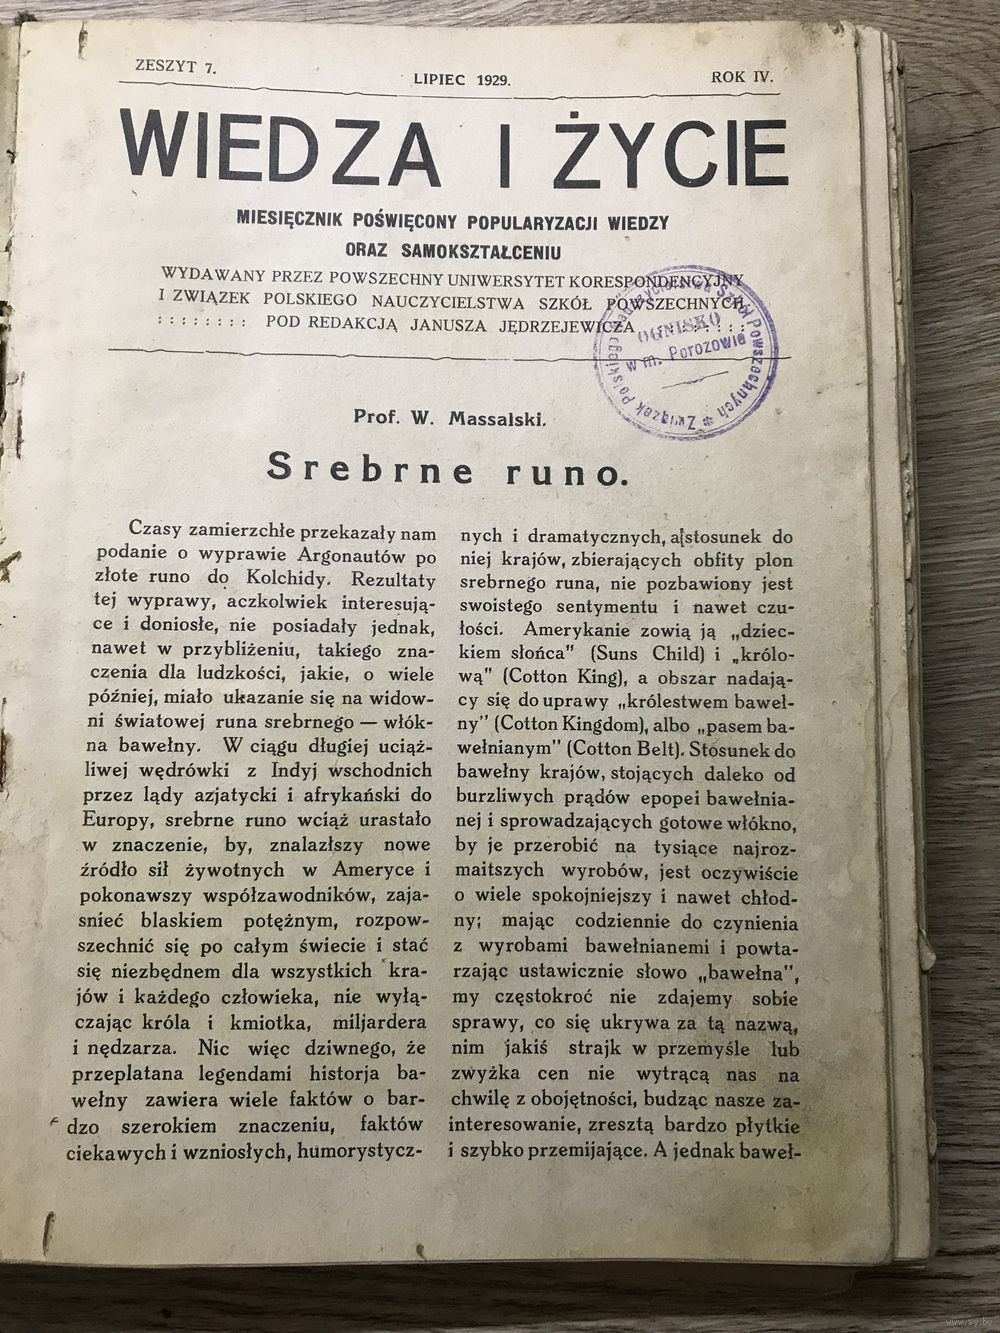 ZESZYT 7.
LIPIEC 1929.
ROK IV.
WIEDZA I ŻYCIE
MIESIĘCZNIK POŚWIĘCONY POPULARYZACJI WIEDZY
ORAZ SAMOKSZTAŁCENIU
WYDAWANY PRZEZ POWSZECHNY UNIWERSYTET KORESPONDENCYJNY
I ZWIĄZEK POLSKIEGO NAUCZYCIELSTWA SZKÓŁ POWSZECHNYCH
: : : : : : : : POD REDAKCJĄ JANUSZA JĘDRZEJEWICZA : : : : : : : :
Związek Polskiego Nauczycielstwa Szkół Powszechnych *
OGNISKO
w m. Porozowie
Prof. W. Massalski.
Srebrne runo.
Czasy zamierzchłe przekazały nam
podanie o wyprawie Argonautów po
złote runo do Kolchidy. Rezultaty
tej wyprawy, aczkolwiek interesują-
ce i doniosłe, nie posiadały jednak,
nawet w przybliżeniu, takiego zna-
czenia dla ludzkości, jakie, o wiele
później, miało ukazanie się na widow-
ni światowej runa srebrnego — włók-
na bawełny. W ciągu długiej uciąż-
liwej wędrówki z Indyj wschodnich
przez lądy azjatycki i afrykański do
Europy, srebrne runo wciąż urastało
w znaczenie, by, znalazłszy nowe
źródło sił żywotnych w Ameryce i
pokonawszy współzawodników, zaja-
snieć blaskiem potężnym, rozpow-
szechnić się po całym świecie i stać
się niezbędnem dla wszystkich kra-
jów i każdego człowieka, nie wyłą-
czając króla i kmiotka, miljardera
i nędzarza. Nic więc dziwnego, że
przeplatana legendami historja ba-
wełny zawiera wiele faktów o bar-
dzo szerokiem znaczeniu, faktów
ciekawych i wzniosłych, humorystycz-
nych i dramatycznych, a stosunek do
niej krajów, zbierających obfity plon
srebrnego runa, nie pozbawiony jest
swoistego sentymentu i nawet czu-
łości. Amerykanie zowią ją „dziec-
kiem słońca" (Suns Child) i „królo-
wą" (Cotton King), a obszar nadają-
cy się do uprawy „królestwem baweł-
ny" (Cotton Kingdom), albo „pasem ba-
wełnianym" (Cotton Belt). Stosunek do
bawełny krajów, stojących daleko od
burzliwych prądów epopei bawełnia-
nej i sprowadzających gotowe włókno,
by je przerobić na tysiące najroz-
maitszych wyrobów, jest oczywiście
o wiele spokojniejszy i nawet chłod-
ny; mając codziennie do czynienia
z wyrobami bawełnianemi i powta-
rzając ustawicznie słowo „bawełna",
my częstokroć nie zdajemy sobie
sprawy, co się ukrywa za tą nazwą,
nim jakiś strajk w przemyśle lub
zwyżka cen nie wytrącą nas na
chwilę z obojętności, budząc nasze za-
interesowanie, zresztą bardzo płytkie
i szybko przemijające. A jednak baweł-
www.ay.by